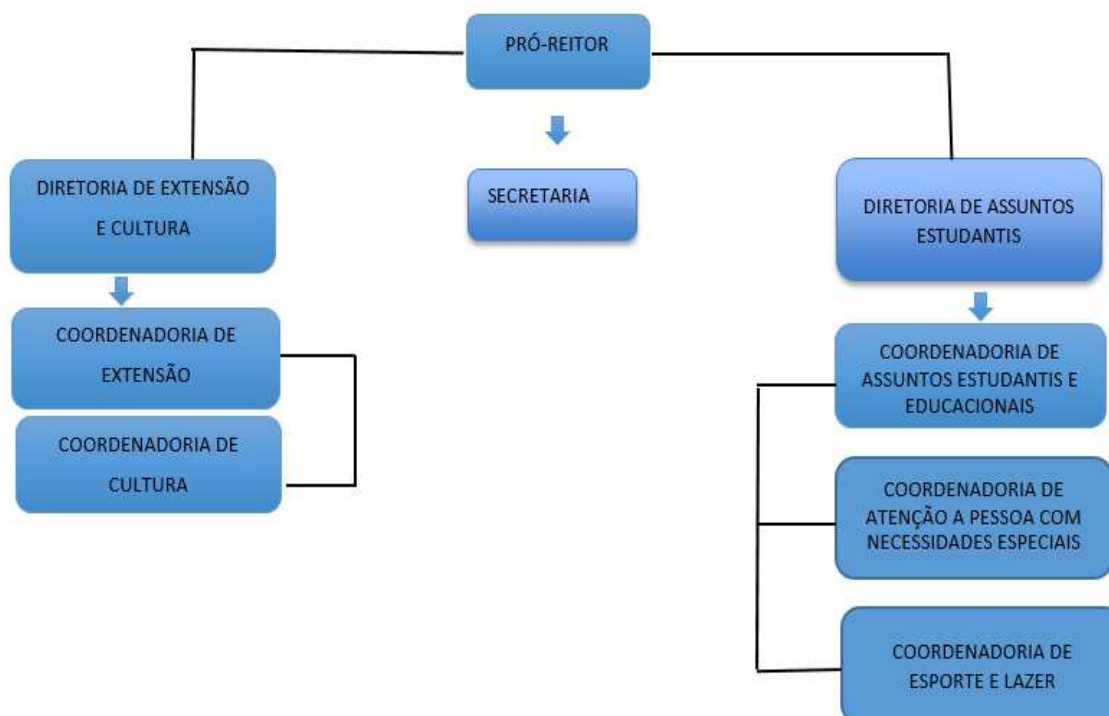 PRÓ-REITOR
DIRETORIA DE EXTENSÃO
E CULTURA
SECRETARIA
DIRETORIA DE ASSUNTOS
ESTUDANTIS
COORDENADORIA DE
EXTENSÃO
COORDENADORIA DE
CULTURA
COORDENADORIA DE
ASSUNTOS ESTUDANTIS E
EDUCACIONAIS
COORDENADORIA DE
ATENÇÃO A PESSOA COM
NECESSIDADES ESPECIAIS
COORDENADORIA DE
ESPORTE E LAZER